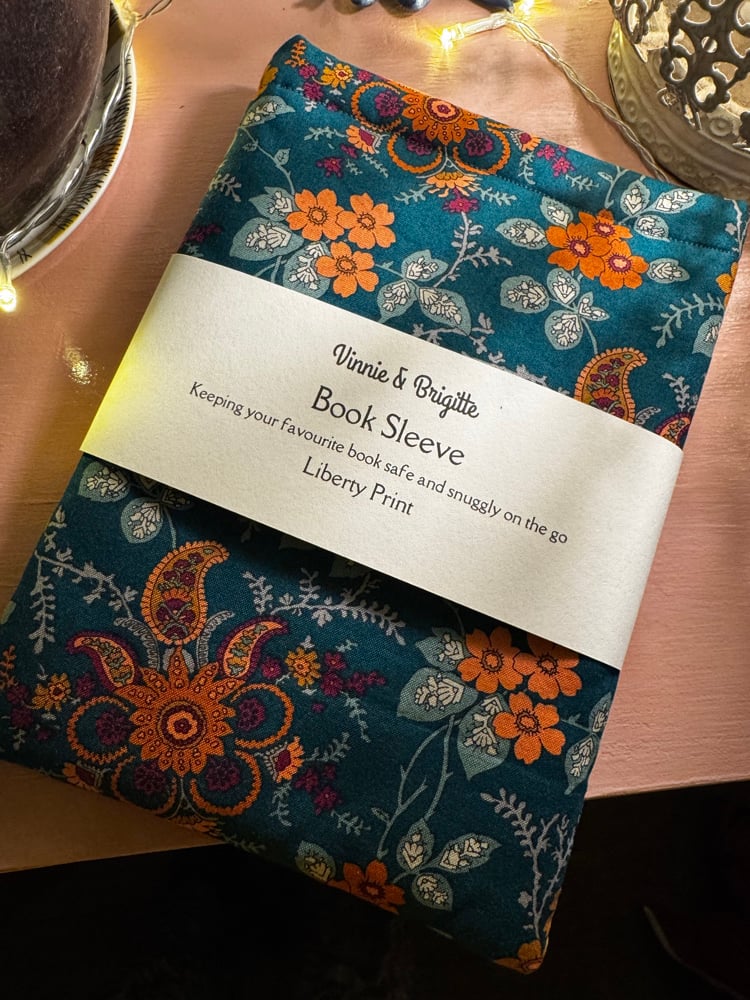 Vinnie & Brigitte
Book Sleeve
Keeping your favourite book safe and snuggly on the go
Liberty Print